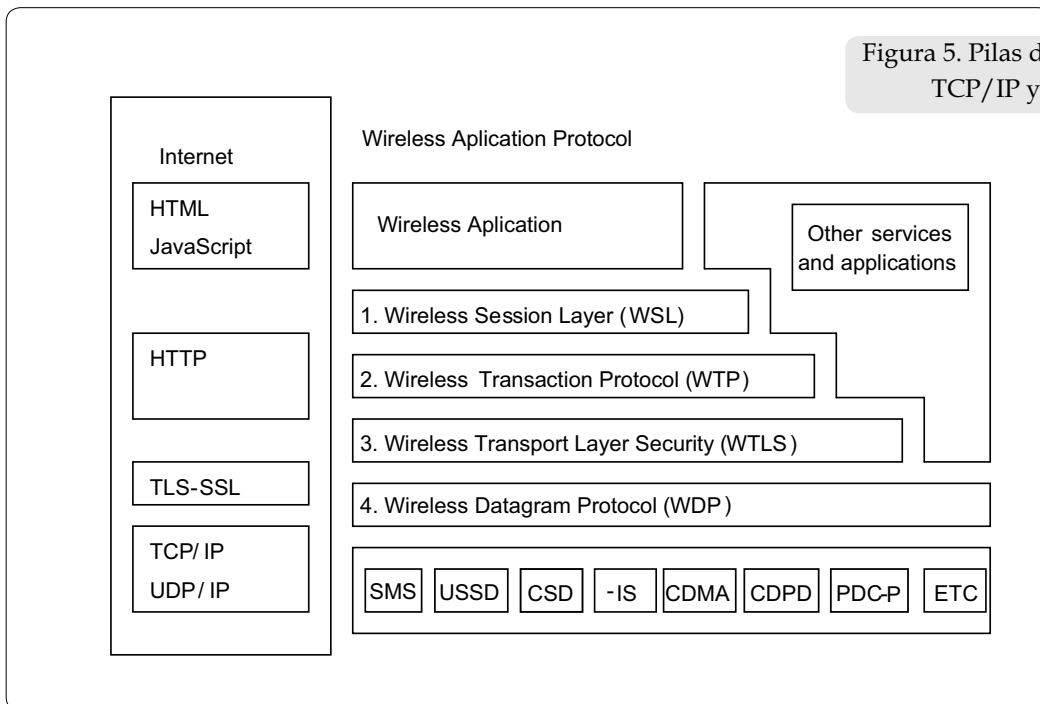 Figura 5. Pilas d
TCP/IP y
Internet
HTML
JavaScript
HTTP
TLS-SSL
TCP/IP
UDP/IP
Wireless Aplication Protocol
Wireless Aplication
Other services
and applications
1. Wireless Session Layer (WSL)
2. Wireless Transaction Protocol (WTP)
3. Wireless Transport Layer Security (WTLS)
4. Wireless Datagram Protocol (WDP)
SMS USSD CSD -IS CDMA CDPD PDC-P ETC